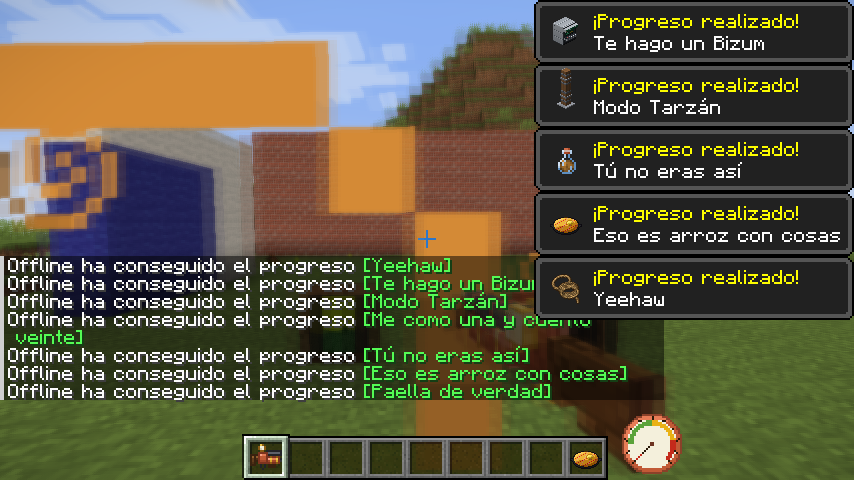 ¡Progreso realizado!
Te hago un Bizum
¡Progreso realizado!
Modo Tarzán
¡Progreso realizado!
Tú no eras así
¡Progreso realizado!
Eso es arroz con cosas
¡Progreso realizado!
Yeehaw
Offline ha conseguido el progreso [Yeehaw]
Offline ha conseguido el progreso [Te hago un Bizum
Offline ha conseguido el progreso [Modo Tarzán]
Offline ha conseguido el progreso [Me como una y cuento
veinte]
Offline ha conseguido el progreso [Tú no eras así]
Offline ha conseguido el progreso [Eso es arroz con cosas]
Offline ha conseguido el progreso [Paella de verdad]